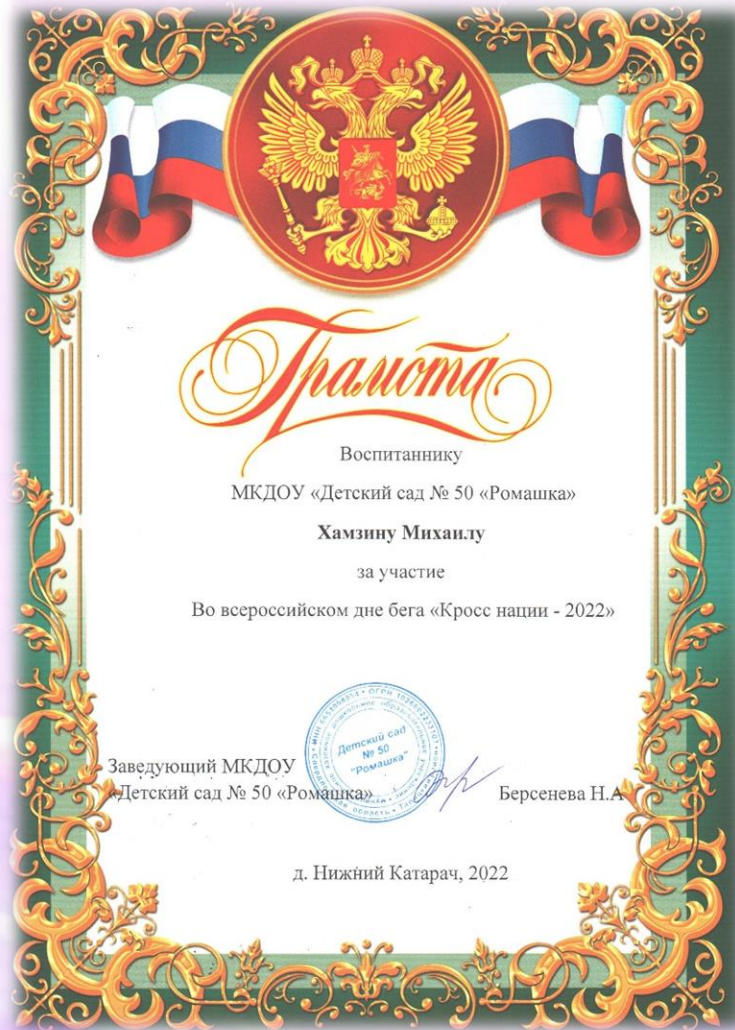 Грамота
Воспитаннику
МКДОУ «Детский сад № 50 «Ромашка»
Хамзину Михаилу
за участие
Во всероссийском дне бега «Кросс нации - 2022»
Детский сад
№ 50
"Ромашка"
Заведующий МКДОУ
«Детский сад № 50 «Ромашка»
Берсенева Н.А
д. Нижний Катарач, 2022